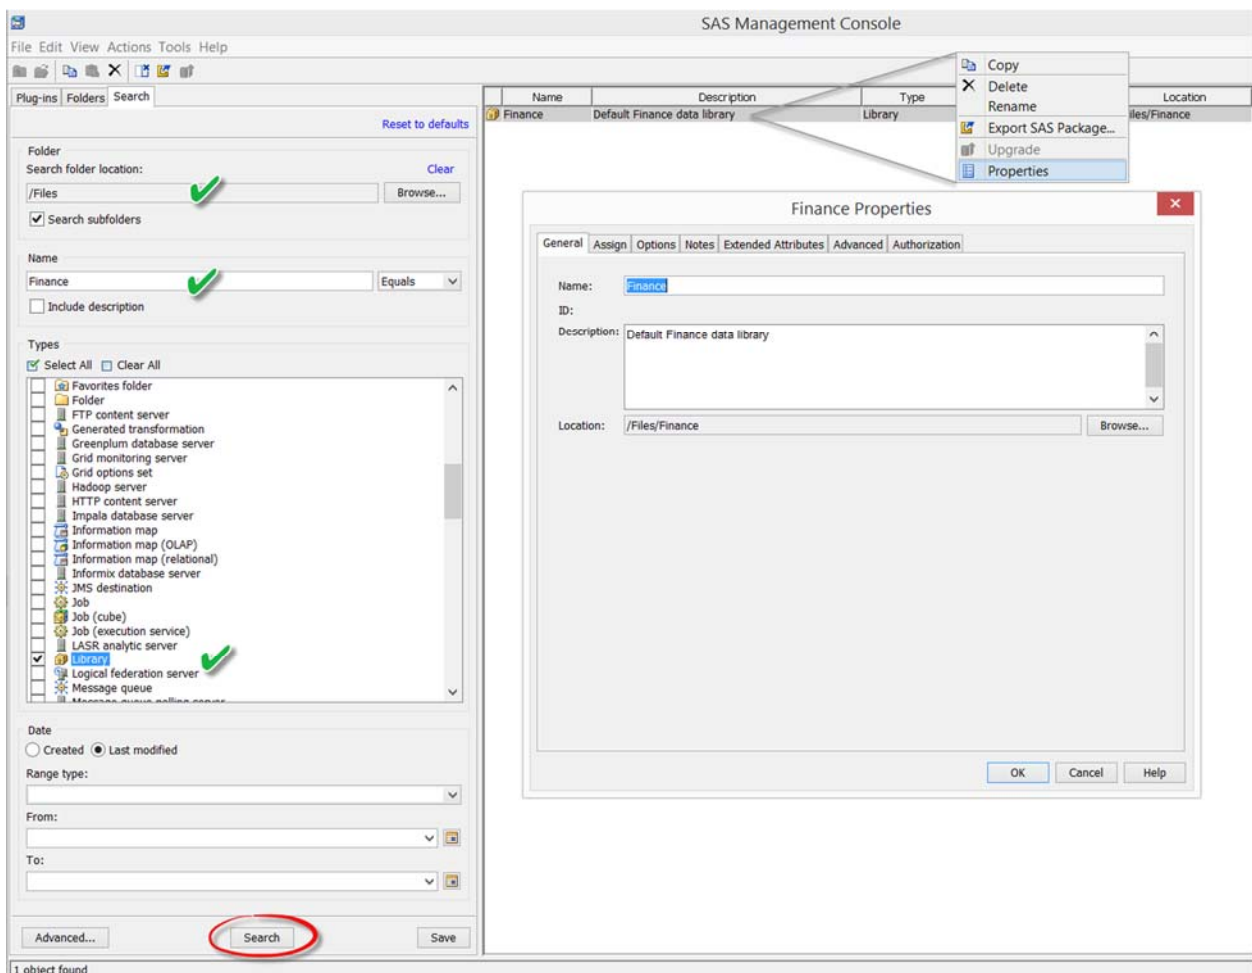 SAS Management Console
File Edit View Actions Tools Help
Plug-ins Folders Search
Reset to defaults
Folder
Search folder location:
Clear
/Files
Browse...
Search subfolders
Name
Finance
Equals
Include description
Types
Select All Clear All
Favorites folder
Folder
FTP content server
Generated transformation
Greenplum database server
Grid monitoring server
Grid options set
Hadoop server
HTTP content server
Impala database server
Information map
Information map (OLAP)
Information map (relational)
Informix database server
JMS destination
Job
Job (cube)
Job (execution service)
LASR analytic server
Library
Logical federation server
Message queue
Message queue polling server
Date
Created Last modified
Range type:
From:
To:
Advanced... Search Save
1 object found
Name Description Type Location
Finance Default Finance data library Library iles/Finance
Copy
Delete
Rename
Export SAS Package...
Upgrade
Properties
Finance Properties
General Assign Options Notes Extended Attributes Advanced Authorization
Name: Finance
ID:
Description: Default Finance data library
Location: /Files/Finance Browse...
OK Cancel Help